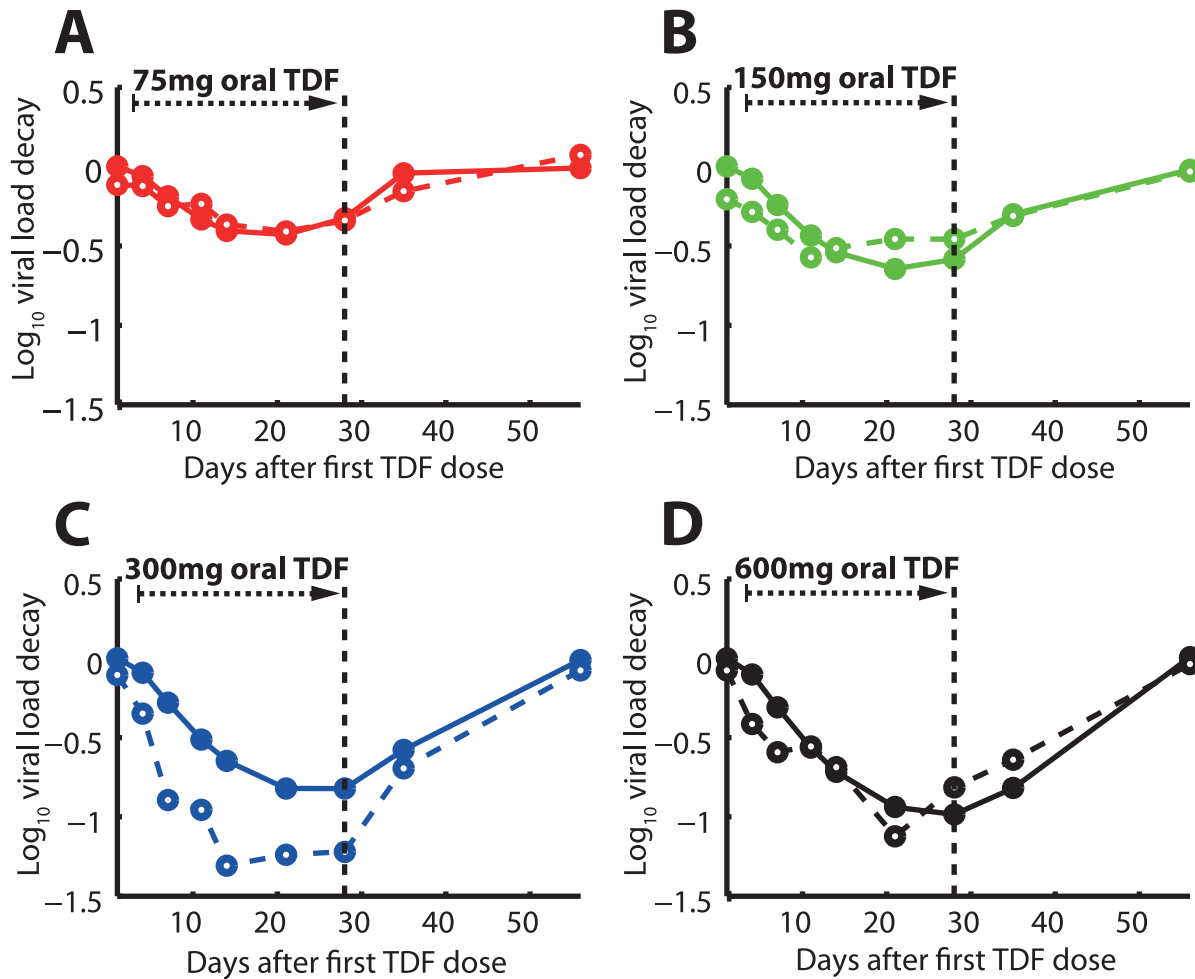 A
75mg oral TDF
Log₁₀ viral load decay
0.5
0
−0.5
−1
−1.5
10 20 30 40 50
Days after first TDF dose
B
150mg oral TDF
Log₁₀ viral load decay
0.5
0
−0.5
−1
−1.5
10 20 30 40 50
Days after first TDF dose
C
300mg oral TDF
Log₁₀ viral load decay
0.5
0
−0.5
−1
−1.5
10 20 30 40 50
Days after first TDF dose
D
600mg oral TDF
Log₁₀ viral load decay
0.5
0
−0.5
−1
−1.5
10 20 30 40 50
Days after first TDF dose